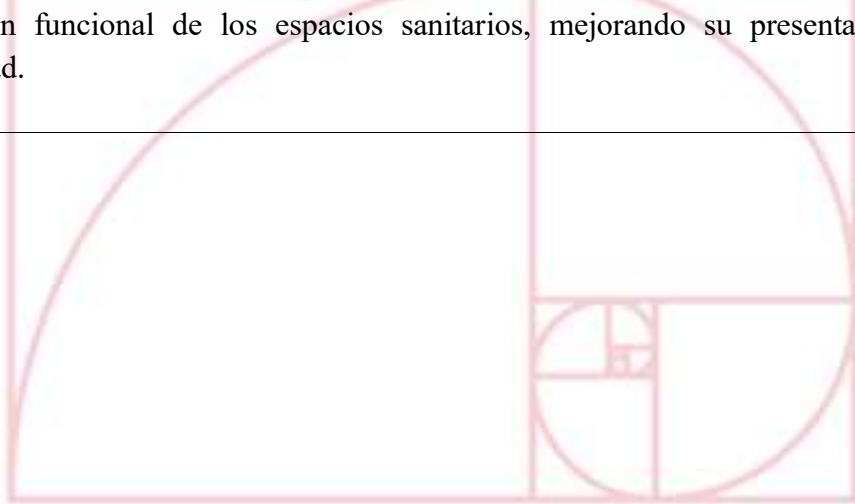 n funcional de los espacios sanitarios, mejorando su presenta
d.